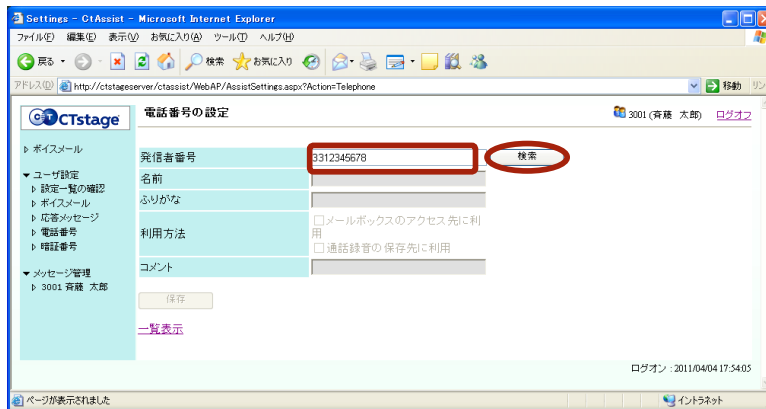 Settings - CtAssist - Microsoft Internet Explorer
ファイル(F) 編集(E) 表示(V) お気に入り(A) ツール(T) ヘルプ(H)
戻る 検索 お気に入り
アドレス(D) http://ctstageserver/ctassist/WebAP/AssistSettings.aspx?Action=Telephone 移動 リン
CTstage 電話番号の設定 3001 (斉藤 太郎) ログオフ
ボイスメール
ユーザ設定
設定一覧の確認
ボイスメール
応答メッセージ
電話番号
暗証番号
メッセージ管理
3001 斉藤 太郎
発信者番号 3312345678 検索
名前
ふりがな
利用方法
メールボックスのアクセス先に利
用
通話録音の保存先に利用
コメント
保存
一覧表示
ログオン : 2011/04/04 17:54:05
ページが表示されました イントラネット